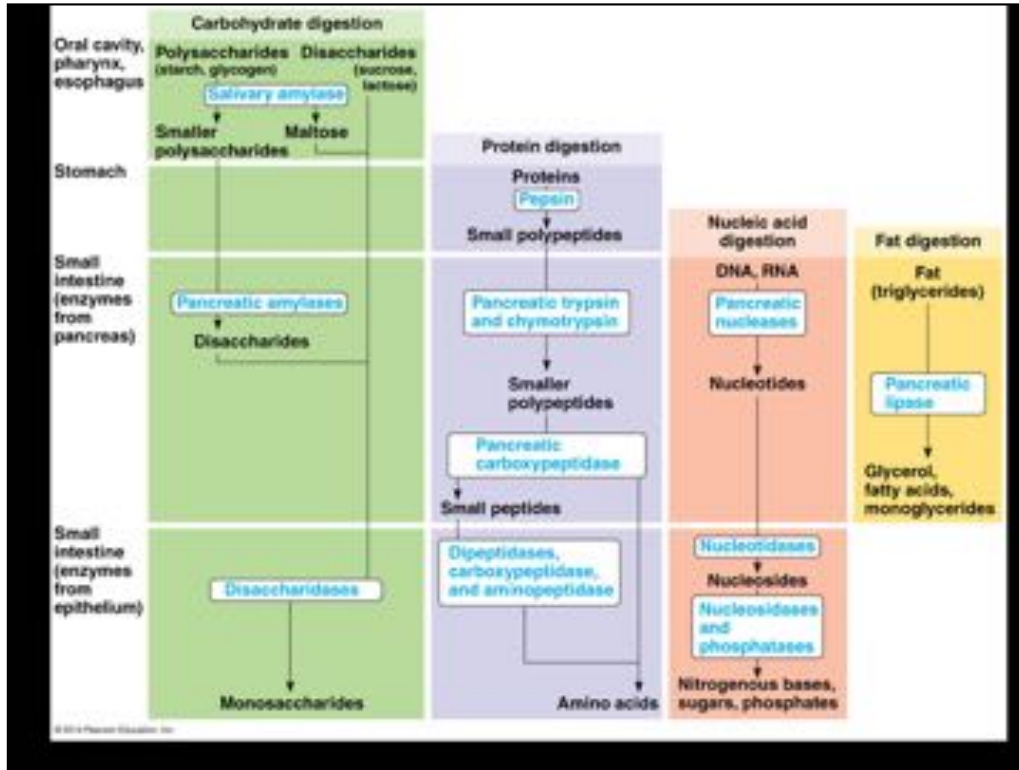 Carbohydrate digestion
Oral cavity,
pharynx,
esophagus
Polysaccharides
(starch, glycogen)
Disaccharides
(sucrose,
lactose)
Salivary amylase
Smaller
polysaccharides
Maltose
Protein digestion
Stomach
Proteins
Pepsin
Small polypeptides
Nucleic acid
digestion
Fat digestion
Small
intestine
(enzymes
from
pancreas)
Pancreatic amylases
Disaccharides
Pancreatic trypsin
and chymotrypsin
Smaller
polypeptides
Pancreatic
carboxypeptidase
Small peptides
DNA, RNA
Pancreatic
nucleases
Nucleotides
Fat
(triglycerides)
Pancreatic
lipase
Glycerol,
fatty acids,
monoglycerides
Small
intestine
(enzymes
from
epithelium)
Disaccharidases
Monosaccharides
Dipeptidases,
carboxypeptidase,
and aminopeptidase
Amino acids
Nucleotidases
Nucleosides
Nucleosidases
and
phosphatases
Nitrogenous bases,
sugars, phosphates
Pearson Education, Inc.